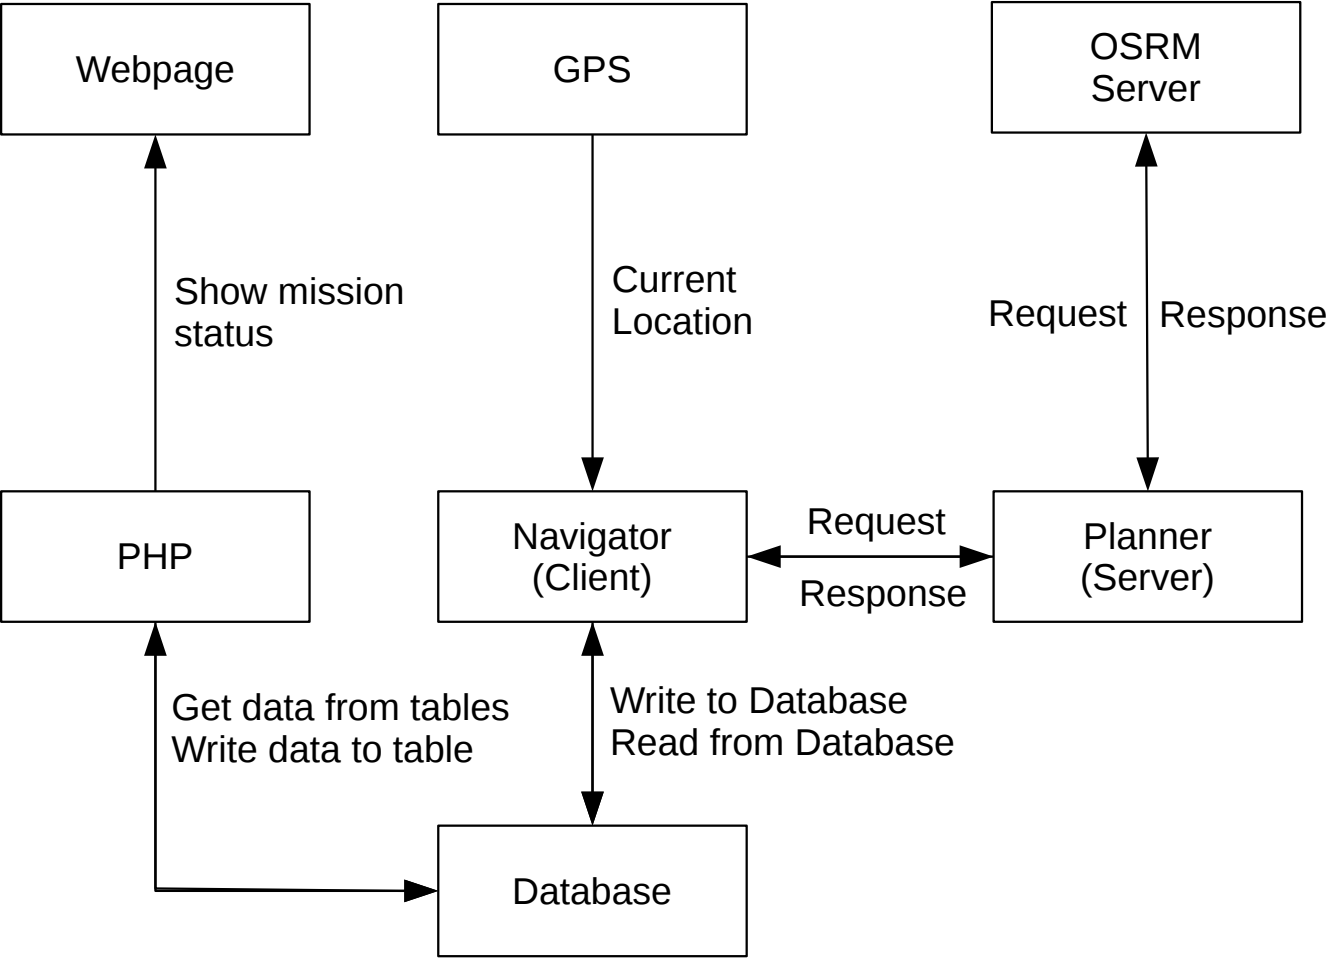 Webpage
GPS
OSRM
Server
Show mission
status
Current
Location
Request
Response
PHP
Navigator
(Client)
Request
Response
Planner
(Server)
Get data from tables
Write data to table
Write to Database
Read from Database
Database